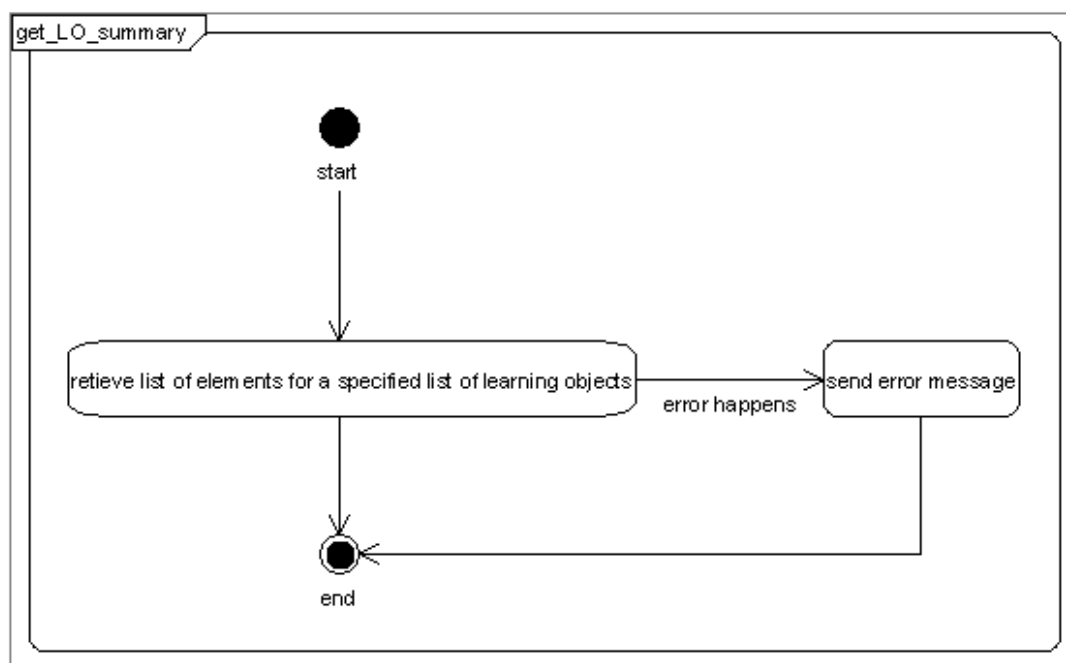 get_LO_summary
start
retieve list of elements for a specified list of learning objects
send error message
error happens
end